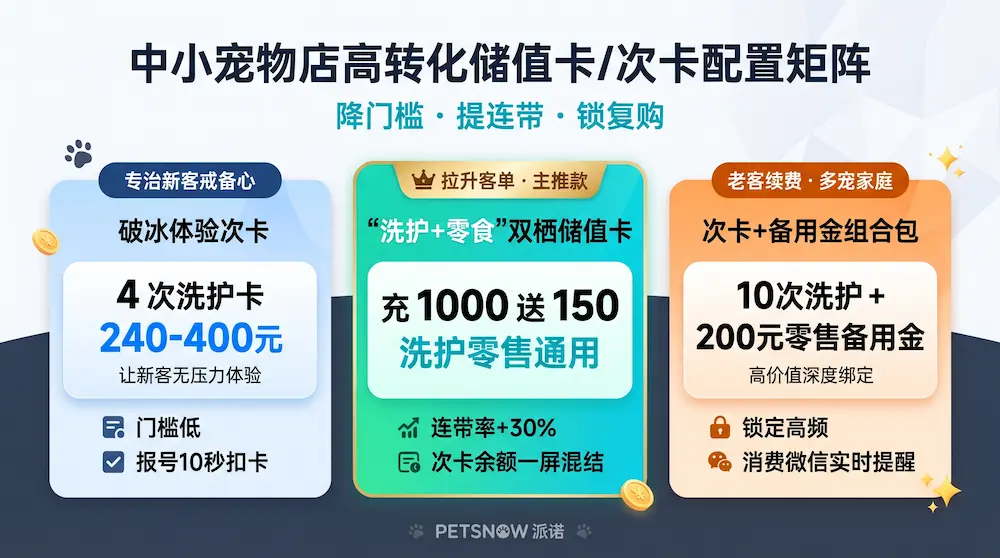 中小宠物店高转化储值卡/次卡配置矩阵
降门槛 · 提连带 · 锁复购
专治新客戒备心
破冰体验次卡
4 次洗护卡
240-400元
让新客无压力体验
门槛低
报号10秒扣卡
拉升客单 · 主推款
“洗护+零食”双栖储值卡
充 1000 送 150
洗护零售通用
连带率+30%
次卡余额一屏混结
老客续费 · 多宠家庭
次卡+备用金组合包
10次洗护 +
200元零售备用金
高价值深度绑定
锁定高频
消费微信实时提醒
PETSNOW 派诺